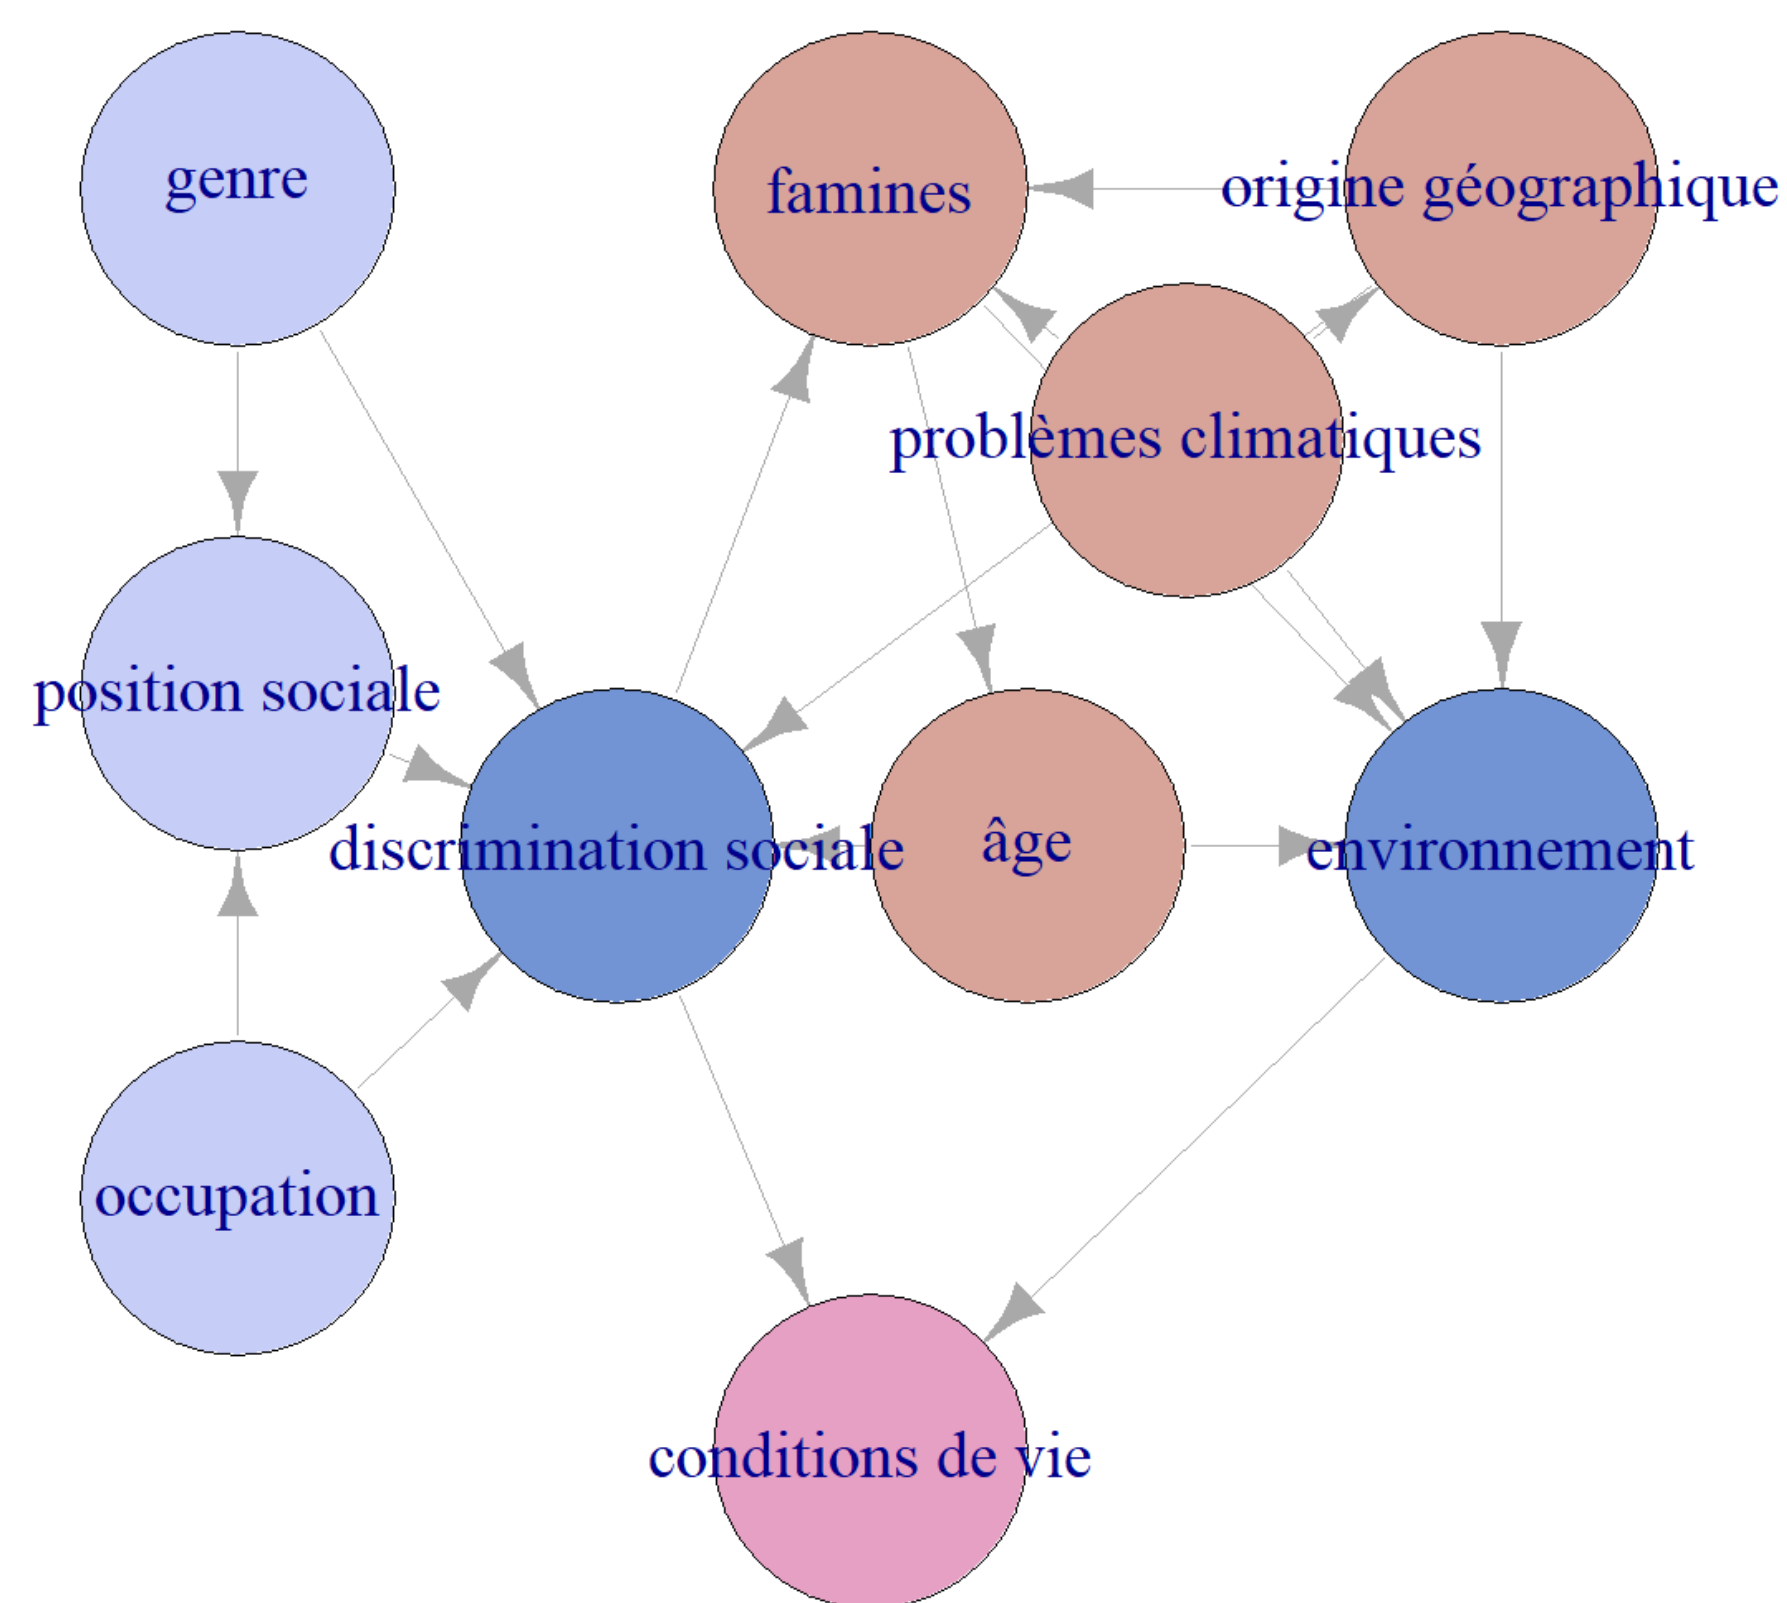 genre
famines
origine géographique
problèmes climatiques
position sociale
discrimination sociale
âge
environnement
occupation
conditions de vie